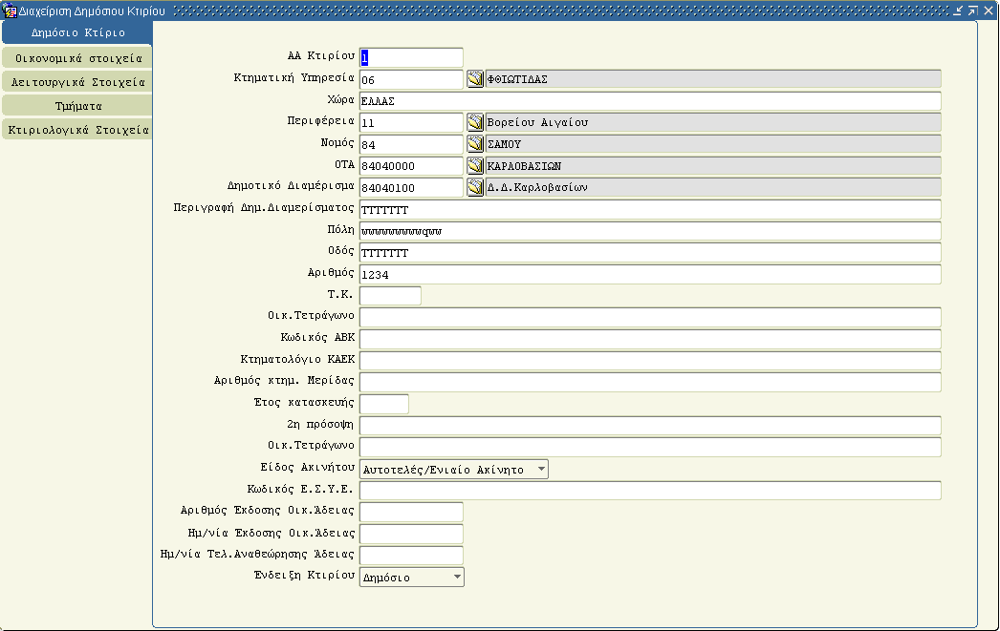 Διαχείριση Δημόσιου Κτιρίου
Δημόσιο Κτίριο
Οικονομικά στοιχεία
Λειτουργικά Στοιχεία
Τμήματα
Κτιριολογικά Στοιχεία
ΑΑ Κτιρίου 1
Κτηματική Υπηρεσία 06 ΦΘΙΩΤΙΔΑΣ
Χώρα ΕΛΛΑΣ
Περιφέρεια 11 Βορείου Αιγαίου
Νομός 84 ΣΑΜΟΥ
ΟΤΑ 84040000 ΚΑΡΛΟΒΑΣΙΩΝ
Δημοτικό Διαμέρισμα 84040100 Δ.Δ.Καρλοβασίων
Περιγραφή Δημ.Διαμερίσματος ΤΤΤΤΤΤΤ
Πόλη wwwwwwwwwqww
Οδός ΤΤΤΤΤΤΤ
Αριθμός 1234
Τ.Κ.
Οικ.Τετράγωνο
Κωδικός ΑΒΚ
Κτηματολόγιο ΚΑΕΚ
Αριθμός κτημ. Μερίδας
Έτος κατασκευής
2η πρόσοψη
Οικ.Τετράγωνο
Είδος Ακινήτου Αυτοτελές/Ενιαίο Ακίνητο
Κωδικός Ε.Σ.Υ.Ε.
Αριθμός Έκδοσης Οικ.Άδειας
Ημ/νία Έκδοσης Οικ.Άδειας
Ημ/νία Τελ.Αναθεώρησης Άδειας
Ένδειξη Κτιρίου Δημόσιο